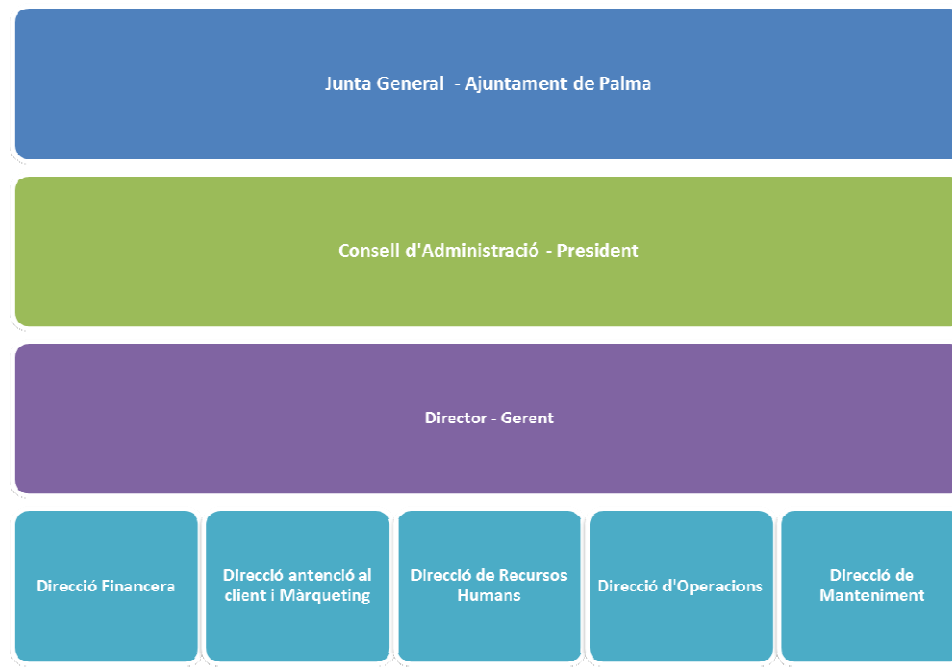 Junta General - Ajuntament de Palma
Consell d'Administració - President
Director - Gerent
Direcció Financera
Direcció antenció al
client i Màrqueting
Direcció de Recursos
Humans
Direcció d'Operacions
Direcció de
Manteniment